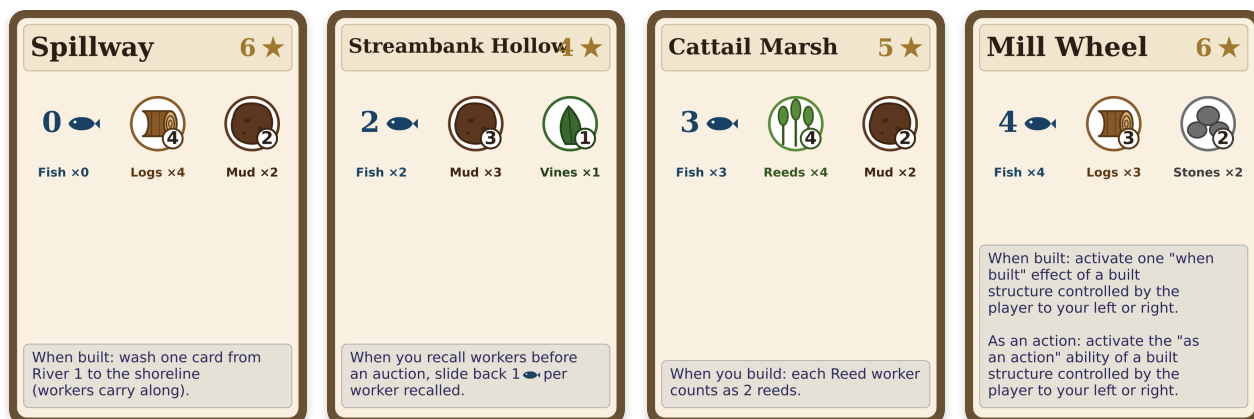 Spillway 6 ★
0
4
2
Fish ×0 Logs ×4 Mud ×2
When built: wash one card from
River 1 to the shoreline
(workers carry along).
Streambank Hollow 4 ★
2
3
1
Fish ×2 Mud ×3 Vines ×1
When you recall workers before
an auction, slide back 1 per
worker recalled.
Cattail Marsh 5 ★
3
4
2
Fish ×3 Reeds ×4 Mud ×2
When you build: each Reed worker
counts as 2 reeds.
Mill Wheel 6 ★
4
3
2
Fish ×4 Logs ×3 Stones ×2
When built: activate one "when
built" effect of a built
structure controlled by the
player to your left or right.
As an action: activate the "as
an action" ability of a built
structure controlled by the
player to your left or right.